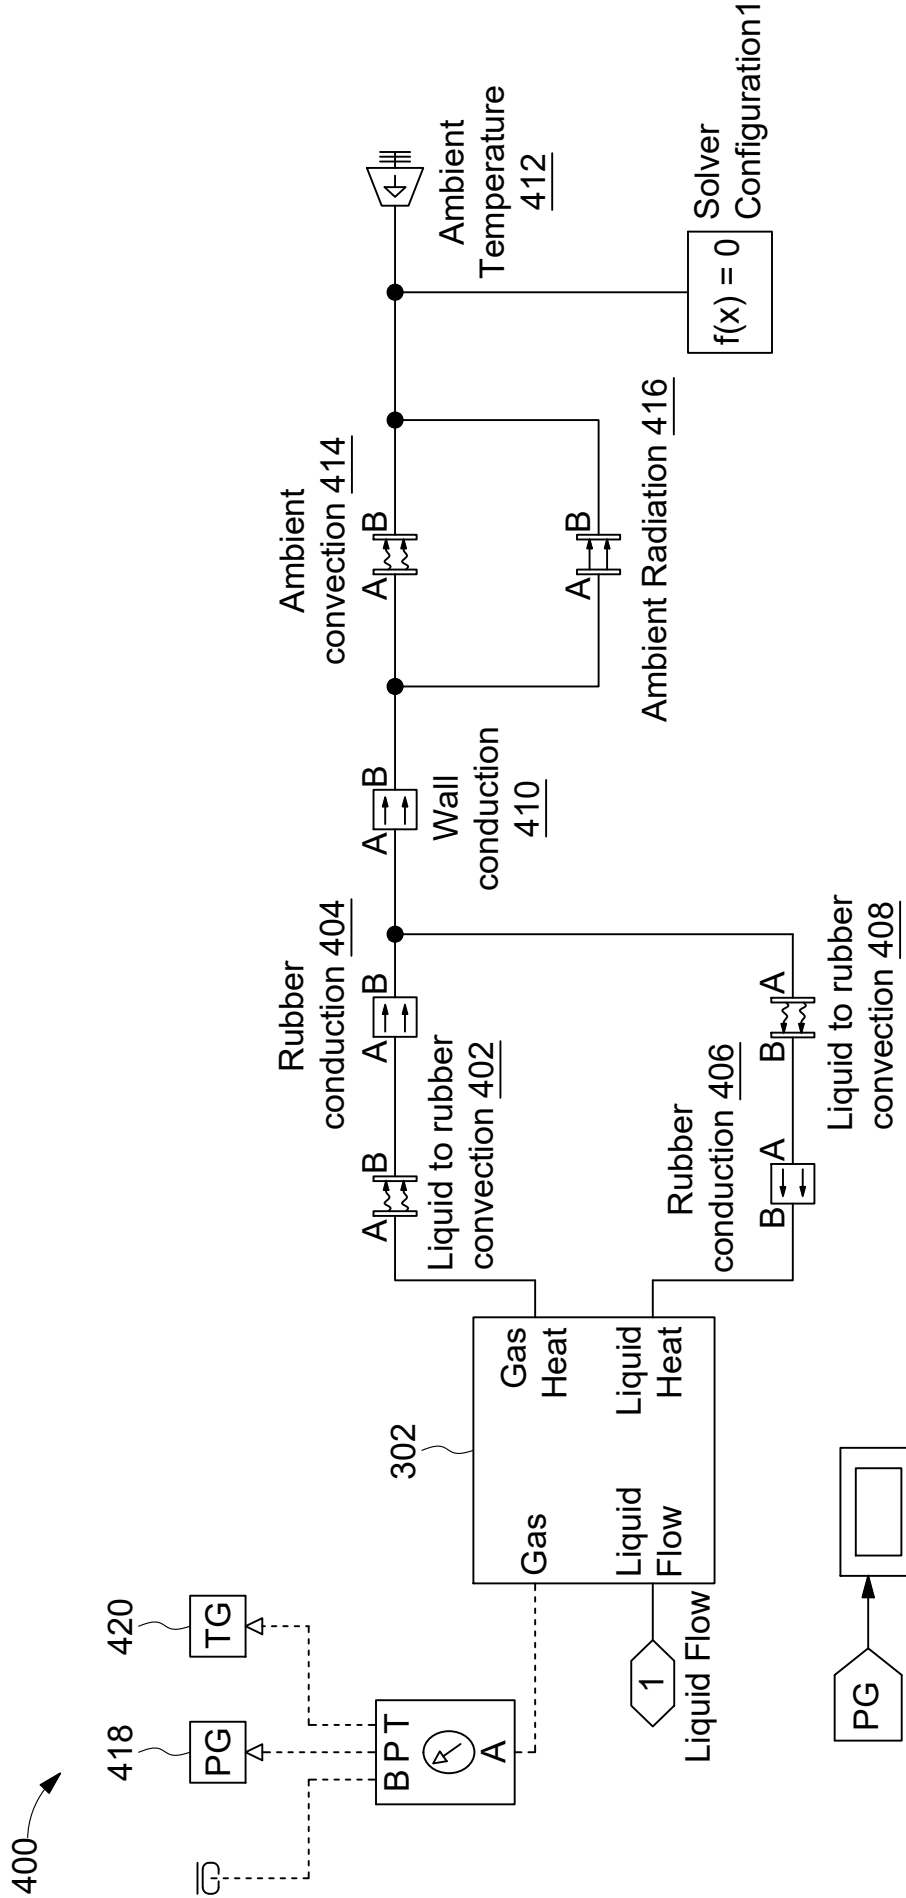 400
418
420
PG
TG
B P T
A
302
Gas
Liquid
Flow
Gas
Heat
Liquid
Heat
1
Liquid Flow
PG
A
B
Liquid to rubber
convection 402
Rubber
conduction 404
A
B
B
A
Rubber
conduction 406
B
A
Liquid to rubber
convection 408
A
B
Wall
conduction
410
Ambient
convection 414
A
B
A
B
Ambient Radiation 416
Ambient
Temperature
412
f(x) = 0
Solver
Configuration1